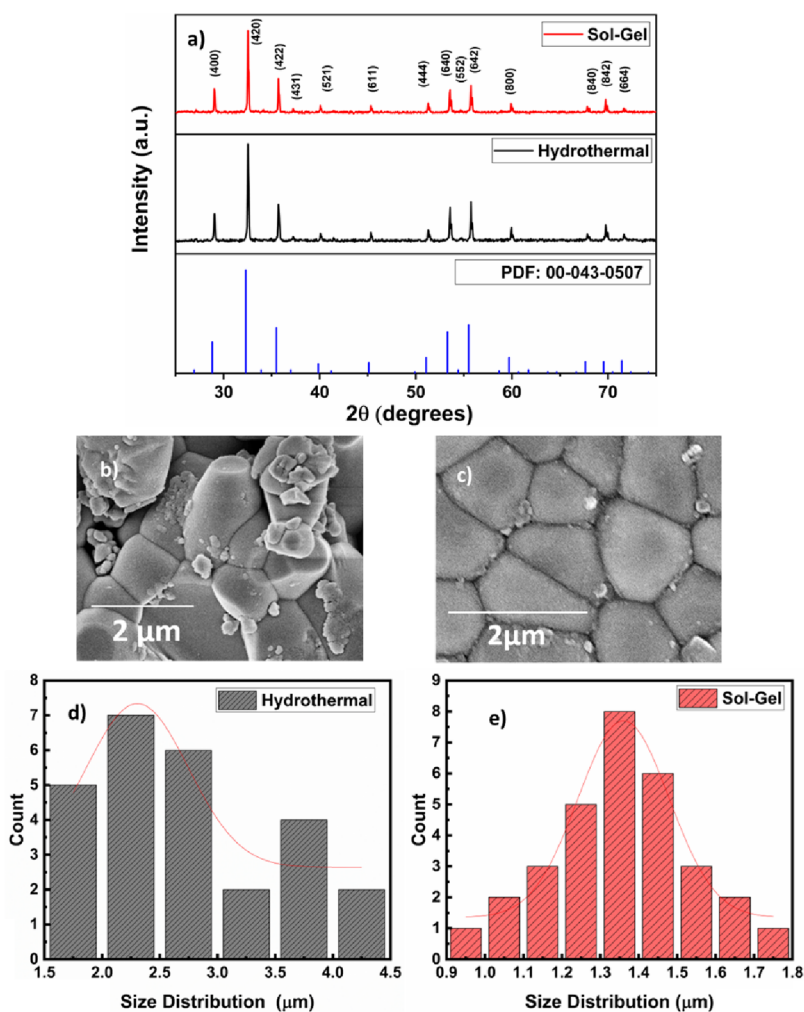 a)
Sol-Gel
(400)
(420)
(422)
(431)
(521)
(611)
(444)
(640)
(552)
(642)
(800)
(840)
(842)
(664)
Hydrothermal
PDF: 00-043-0507
Intensity (a.u.)
30 40 50 60 70
2θ (degrees)
b)
2 μm
c)
2μm
d)
Hydrothermal
8
7
6
5
4
3
2
1
0
Count
1.5 2.0 2.5 3.0 3.5 4.0 4.5
Size Distribution (μm)
e)
Sol-Gel
9
8
7
6
5
4
3
2
1
0
Count
0.9 1.0 1.1 1.2 1.3 1.4 1.5 1.6 1.7 1.8
Size Distribution (μm)